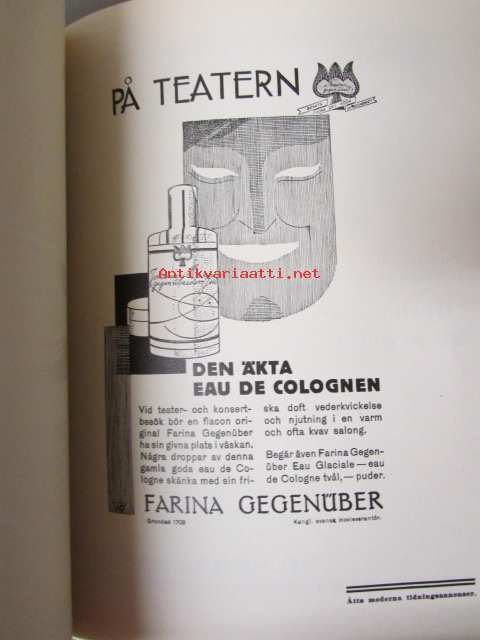 PÅ TEATERN
Antikvariaatti.net
DEN ÄKTA
EAU DE COLOGNEN
Vid teater- och konsert-
besök bör en flacon ori-
ginal Farina Gegenüber
ha sin givna plats i väskan.
Några droppar av denna
gamla goda eau de Co-
logne skänka med sin fri-
ska doft vederkvickelse
och njutning i en varm
och ofta kvav salong.
Begär även Farina Gegen-
über Eau Glaciale — eau
de Cologne tvål, — puder.
FARINA GEGENÜBER
Grundad 1709
Kungl. svensk hovleverantör.
Åtta moderna tidningsannonser.